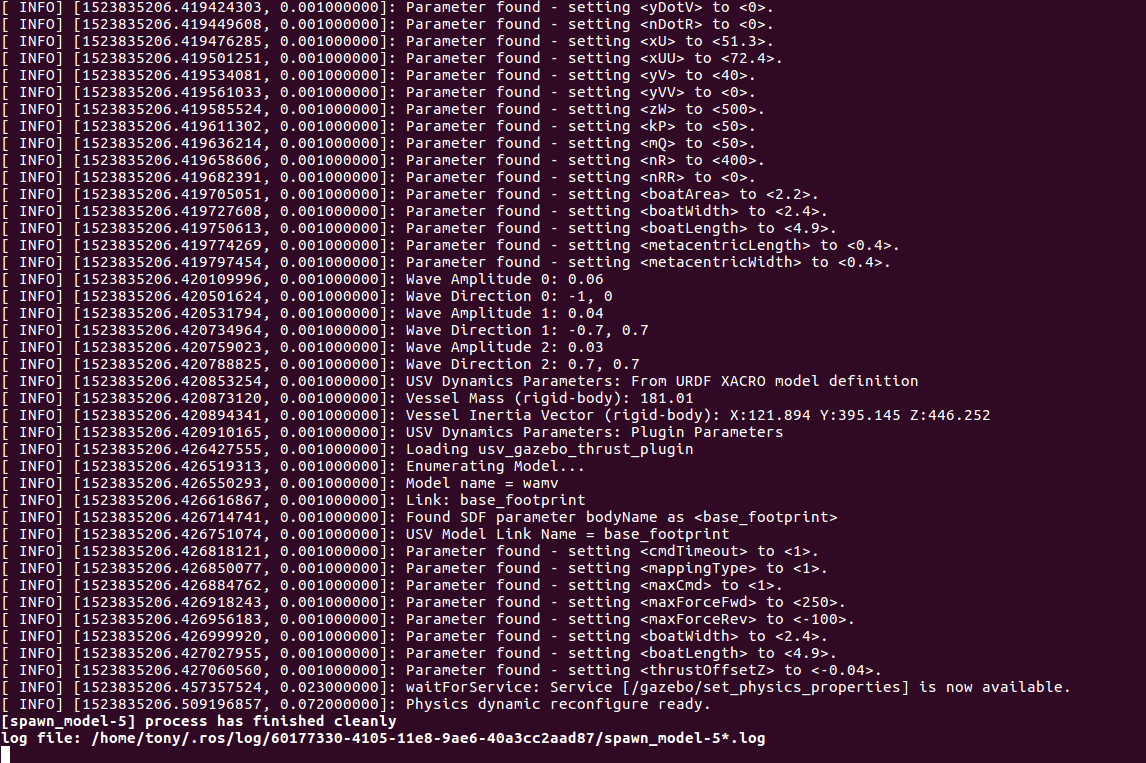 [ INFO] [1523835206.419424303, 0.001000000]: Parameter found - setting <yDotV> to <0>.
[ INFO] [1523835206.419449608, 0.001000000]: Parameter found - setting <nDotR> to <0>.
[ INFO] [1523835206.419476285, 0.001000000]: Parameter found - setting <xU> to <51.3>.
[ INFO] [1523835206.419501251, 0.001000000]: Parameter found - setting <xUU> to <72.4>.
[ INFO] [1523835206.419534081, 0.001000000]: Parameter found - setting <yV> to <40>.
[ INFO] [1523835206.419561033, 0.001000000]: Parameter found - setting <yVV> to <0>.
[ INFO] [1523835206.419585524, 0.001000000]: Parameter found - setting <zW> to <500>.
[ INFO] [1523835206.419611302, 0.001000000]: Parameter found - setting <kP> to <50>.
[ INFO] [1523835206.419636214, 0.001000000]: Parameter found - setting <mQ> to <50>.
[ INFO] [1523835206.419658606, 0.001000000]: Parameter found - setting <nR> to <400>.
[ INFO] [1523835206.419682391, 0.001000000]: Parameter found - setting <nRR> to <0>.
[ INFO] [1523835206.419705051, 0.001000000]: Parameter found - setting <boatArea> to <2.2>.
[ INFO] [1523835206.419727608, 0.001000000]: Parameter found - setting <boatWidth> to <2.4>.
[ INFO] [1523835206.419750613, 0.001000000]: Parameter found - setting <boatLength> to <4.9>.
[ INFO] [1523835206.419774269, 0.001000000]: Parameter found - setting <metacentricLength> to <0.4>.
[ INFO] [1523835206.419797454, 0.001000000]: Parameter found - setting <metacentricWidth> to <0.4>.
[ INFO] [1523835206.420109996, 0.001000000]: Wave Amplitude 0: 0.06
[ INFO] [1523835206.420501624, 0.001000000]: Wave Direction 0: -1, 0
[ INFO] [1523835206.420531794, 0.001000000]: Wave Amplitude 1: 0.04
[ INFO] [1523835206.420734964, 0.001000000]: Wave Direction 1: -0.7, 0.7
[ INFO] [1523835206.420759023, 0.001000000]: Wave Amplitude 2: 0.03
[ INFO] [1523835206.420788825, 0.001000000]: Wave Direction 2: 0.7, 0.7
[ INFO] [1523835206.420853254, 0.001000000]: USV Dynamics Parameters: From URDF XACRO model definition
[ INFO] [1523835206.420873120, 0.001000000]: Vessel Mass (rigid-body): 181.01
[ INFO] [1523835206.420894341, 0.001000000]: Vessel Inertia Vector (rigid-body): X:121.894 Y:395.145 Z:446.252
[ INFO] [1523835206.420910165, 0.001000000]: USV Dynamics Parameters: Plugin Parameters
[ INFO] [1523835206.426427555, 0.001000000]: Loading usv_gazebo_thrust_plugin
[ INFO] [1523835206.426519313, 0.001000000]: Enumerating Model...
[ INFO] [1523835206.426550293, 0.001000000]: Model name = wamv
[ INFO] [1523835206.426616867, 0.001000000]: Link: base_footprint
[ INFO] [1523835206.426714741, 0.001000000]: Found SDF parameter bodyName as <base_footprint>
[ INFO] [1523835206.426751074, 0.001000000]: USV Model Link Name = base_footprint
[ INFO] [1523835206.426818121, 0.001000000]: Parameter found - setting <cmdTimeout> to <1>.
[ INFO] [1523835206.426850077, 0.001000000]: Parameter found - setting <mappingType> to <1>.
[ INFO] [1523835206.426884762, 0.001000000]: Parameter found - setting <maxCmd> to <1>.
[ INFO] [1523835206.426918243, 0.001000000]: Parameter found - setting <maxForceFwd> to <250>.
[ INFO] [1523835206.426956183, 0.001000000]: Parameter found - setting <maxForceRev> to <-100>.
[ INFO] [1523835206.426999920, 0.001000000]: Parameter found - setting <boatWidth> to <2.4>.
[ INFO] [1523835206.427027955, 0.001000000]: Parameter found - setting <boatLength> to <4.9>.
[ INFO] [1523835206.427060560, 0.001000000]: Parameter found - setting <thrustOffsetZ> to <-0.04>.
[ INFO] [1523835206.457357524, 0.023000000]: waitForService: Service [/gazebo/set_physics_properties] is now available.
[ INFO] [1523835206.509196857, 0.072000000]: Physics dynamic reconfigure ready.
[spawn_model-5] process has finished cleanly
log file: /home/tony/.ros/log/60177330-4105-11e8-9ae6-40a3cc2aad87/spawn_model-5*.log